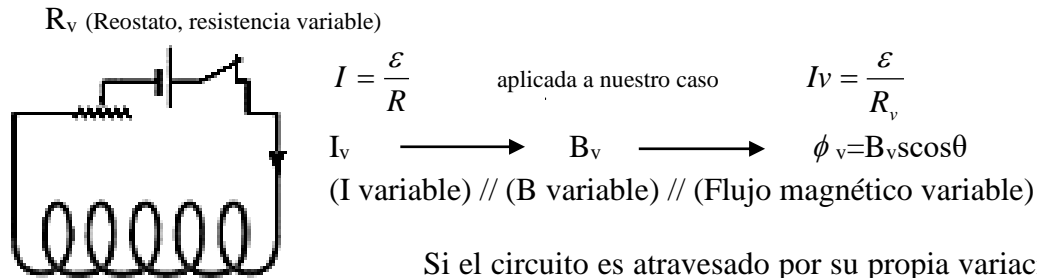 Rv (Reostato, resistencia variable)
I = ε/R aplicada a nuestro caso Iv = ε/Rv
Iv ⟶ Bv ⟶ ϕ v=Bvscosθ
(I variable) // (B variable) // (Flujo magnético variable)
Si el circuito es atravesado por su propia variac